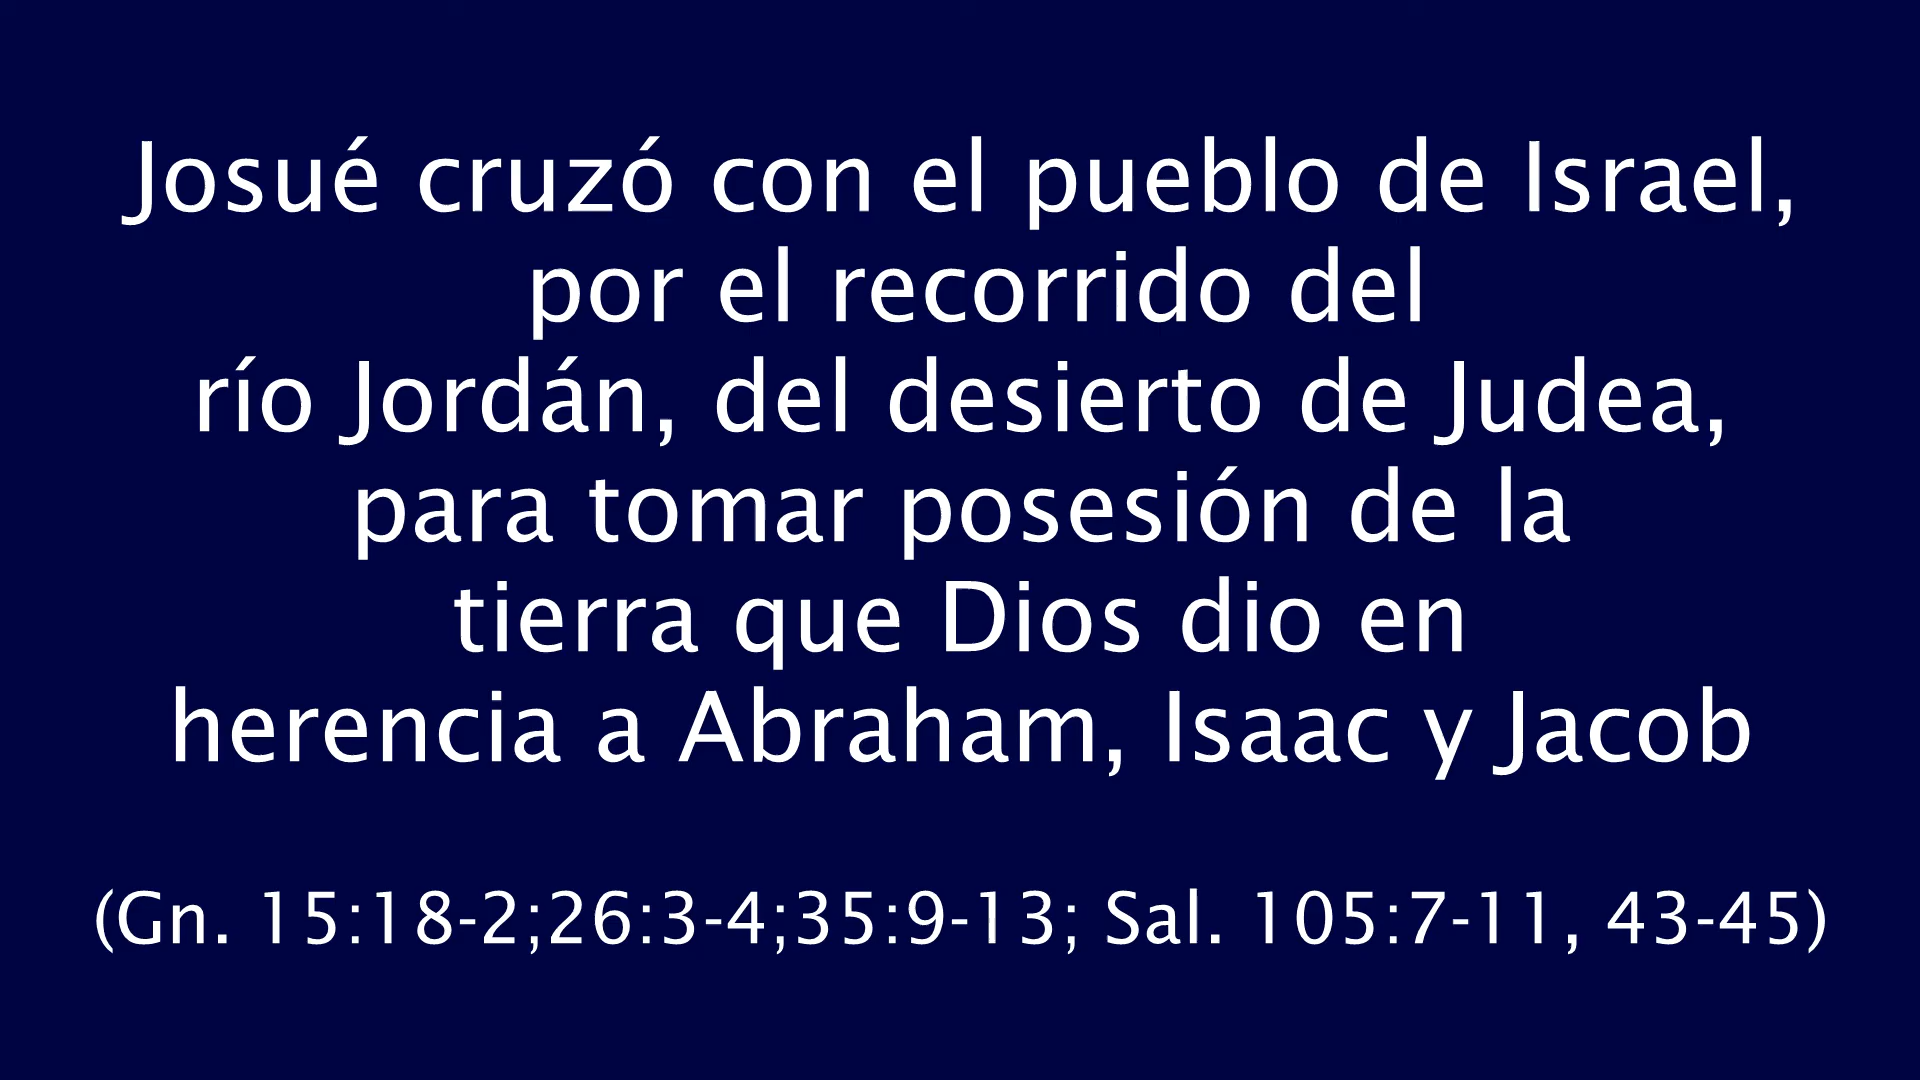 Josué cruzó con el pueblo de Israel,
por el recorrido del
río Jordán, del desierto de Judea,
para tomar posesión de la
tierra que Dios dio en
herencia a Abraham, Isaac y Jacob
(Gn. 15:18-2;26:3-4;35:9-13; Sal. 105:7-11, 43-45)